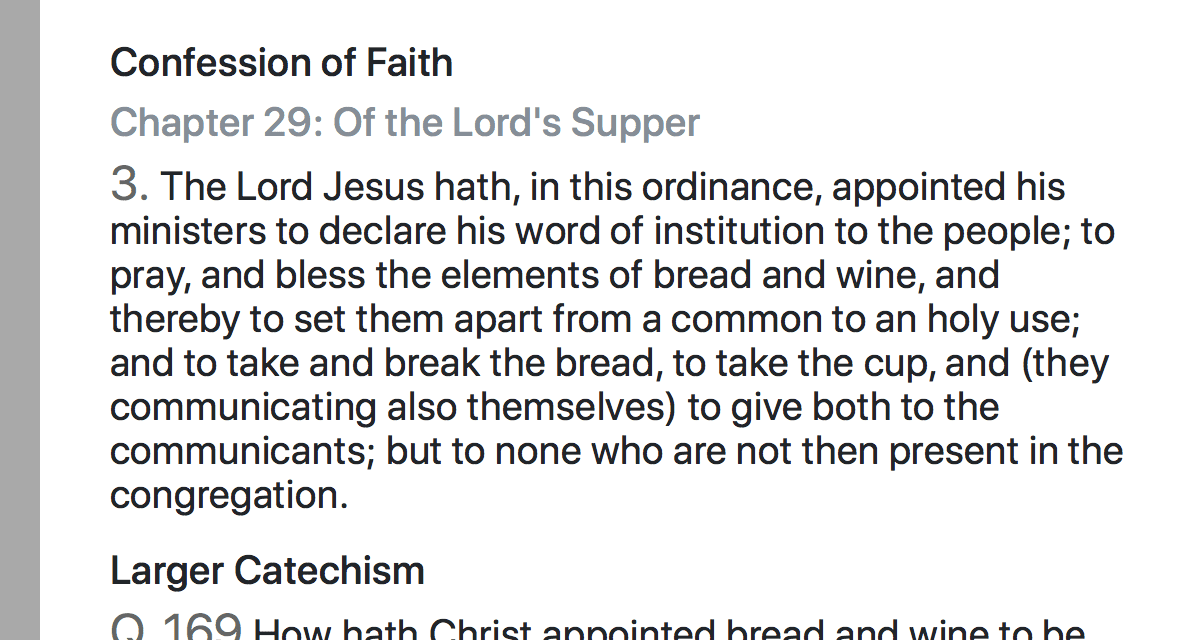 Confession of Faith
Chapter 29: Of the Lord's Supper
3. The Lord Jesus hath, in this ordinance, appointed his
ministers to declare his word of institution to the people; to
pray, and bless the elements of bread and wine, and
thereby to set them apart from a common to an holy use;
and to take and break the bread, to take the cup, and (they
communicating also themselves) to give both to the
communicants; but to none who are not then present in the
congregation.
Larger Catechism
Q. 169 How hath Christ appointed bread and wine to be